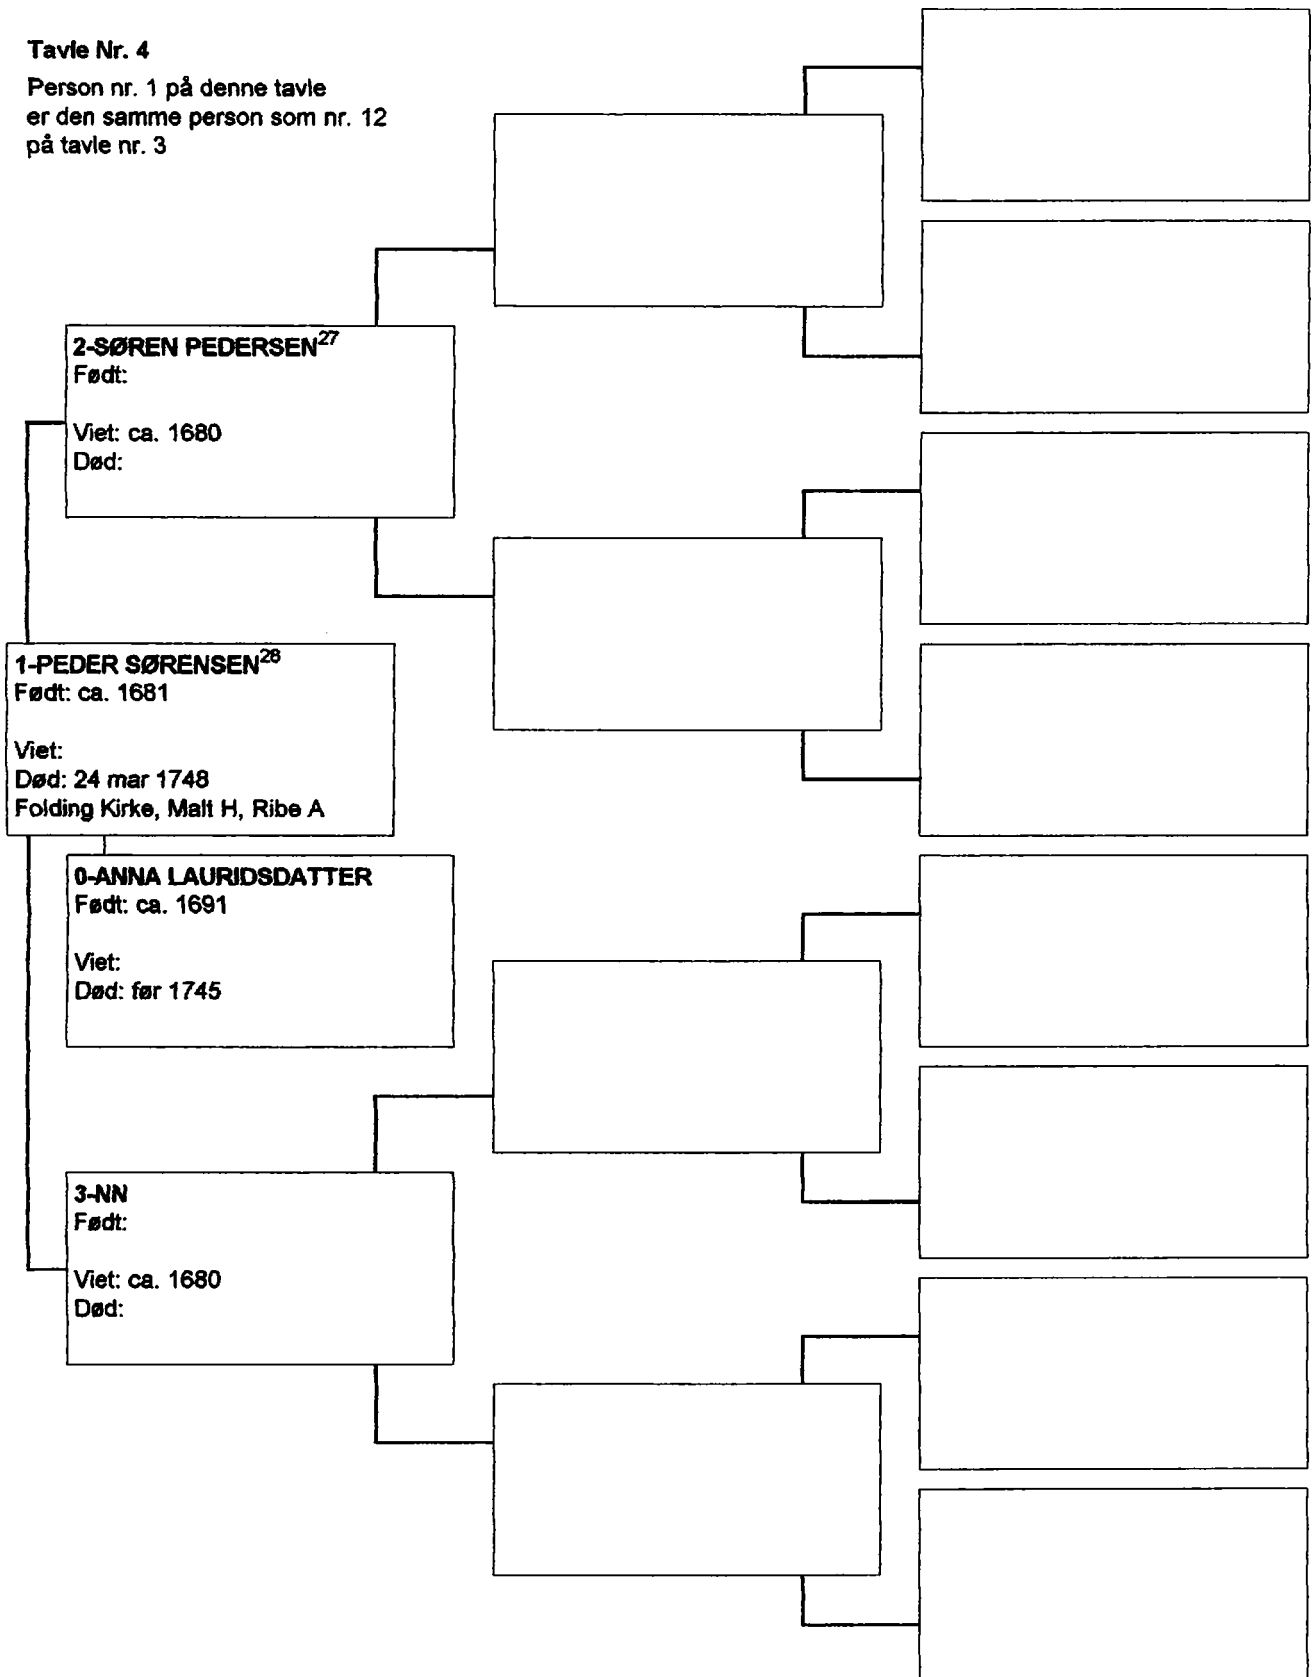 Tavle Nr. 4
Person nr. 1 på denne tavle
er den samme person som nr. 12
på tavle nr. 3
2-SØREN PEDERSEN27
Født:
Viet: ca. 1680
Død:
1-PEDER SØRENSEN28
Født: ca. 1681
Viet:
Død: 24 mar 1748
Folding Kirke, Malt H, Ribe A
0-ANNA LAURIDSDATTER
Født: ca. 1691
Viet:
Død: før 1745
3-NN
Født:
Viet: ca. 1680
Død: